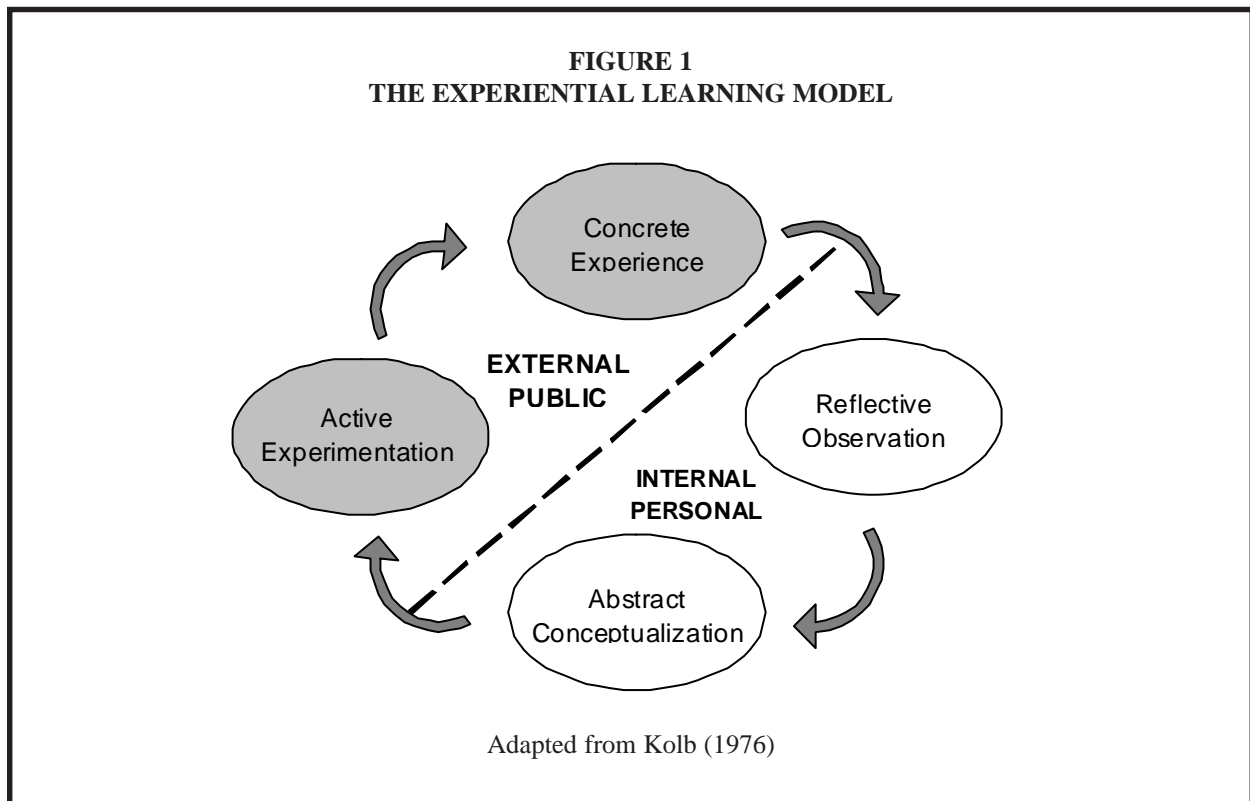 FIGURE 1
THE EXPERIENTIAL LEARNING MODEL
Concrete
Experience
EXTERNAL
PUBLIC
Active
Experimentation
Reflective
Observation
INTERNAL
PERSONAL
Abstract
Conceptualization
Adapted from Kolb (1976)